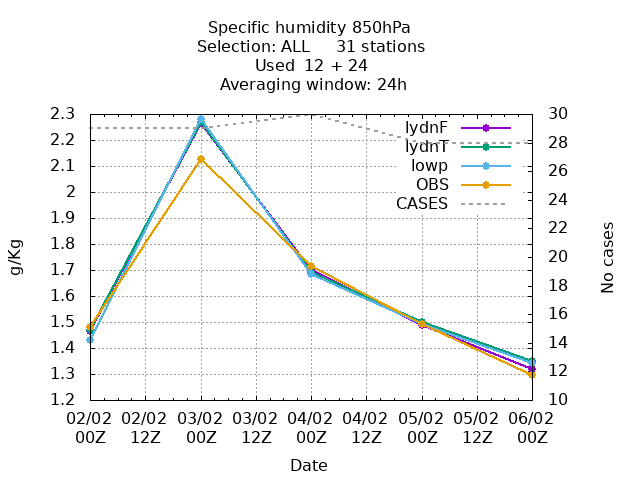 Specific humidity 850hPa
Selection: ALL 31 stations
Used 12 + 24
Averaging window: 24h
g/Kg
2.3
2.2
2.1
2
1.9
1.8
1.7
1.6
1.5
1.4
1.3
1.2
lydnF
lydnT
lowp
OBS
CASES
30
28
26
24
22
20
18
16
14
12
10
No cases
02/02 02/02 03/02 03/02 04/02 04/02 05/02 05/02 06/02
00Z 12Z 00Z 12Z 00Z 12Z 00Z 12Z 00Z
Date